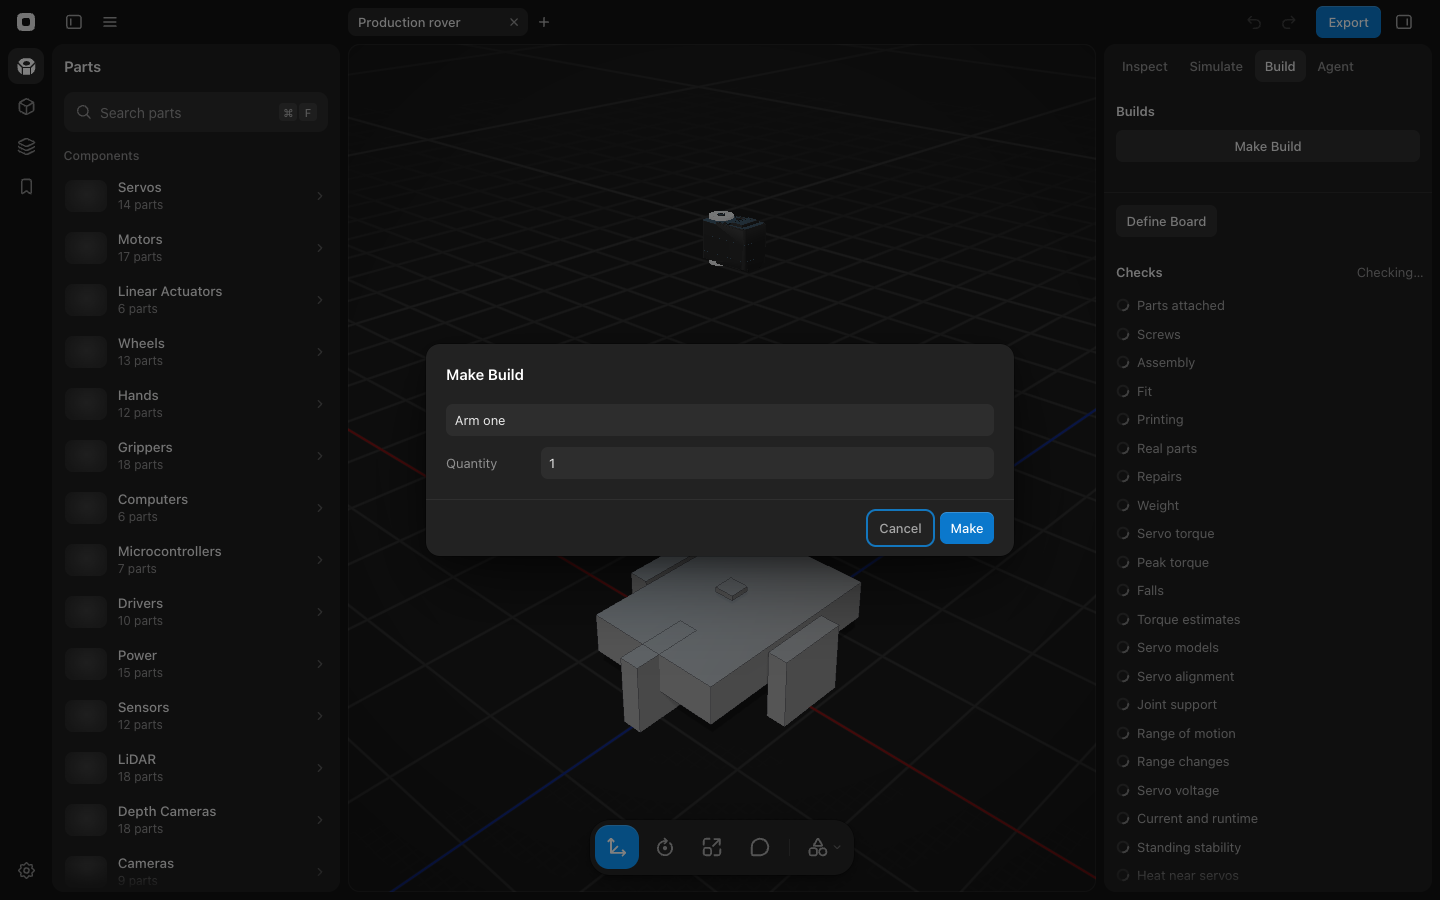 Production rover
Export
Parts
Search parts
⌘ F
Components
Servos
14 parts
Motors
17 parts
Linear Actuators
6 parts
Wheels
13 parts
Hands
12 parts
Grippers
18 parts
Computers
6 parts
Microcontrollers
7 parts
Drivers
10 parts
Power
15 parts
Sensors
12 parts
LiDAR
18 parts
Depth Cameras
18 parts
Cameras
9 parts
Make Build
Arm one
Quantity
1
Cancel
Make
Inspect
Simulate
Build
Agent
Builds
Make Build
Define Board
Checks
Checking...
Parts attached
Screws
Assembly
Fit
Printing
Real parts
Repairs
Weight
Servo torque
Peak torque
Falls
Torque estimates
Servo models
Servo alignment
Joint support
Range of motion
Range changes
Servo voltage
Current and runtime
Standing stability
Heat near servos